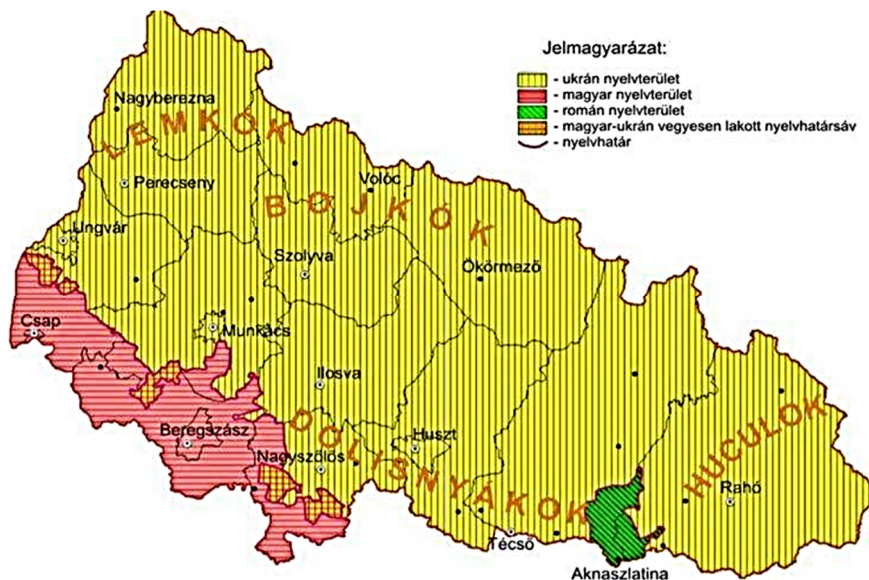 Jelmagyarázat:
- ukrán nyelvterület
- magyar nyelvterület
- román nyelvterület
- magyar-ukrán vegyesen lakott nyelvhatársáv
- nyelvhatár
Nagyberezna
LEMKÓK
Perecseny
Volóc
BOJKÓK
Ungvár
Szolyva
Ökörmező
Csap
Munkács
Ilosva
Beregszász
DOLISNYÁKOK
Huszt
Nagyszőlős
HUCULOK
Rahó
Técső
Aknaszlatina